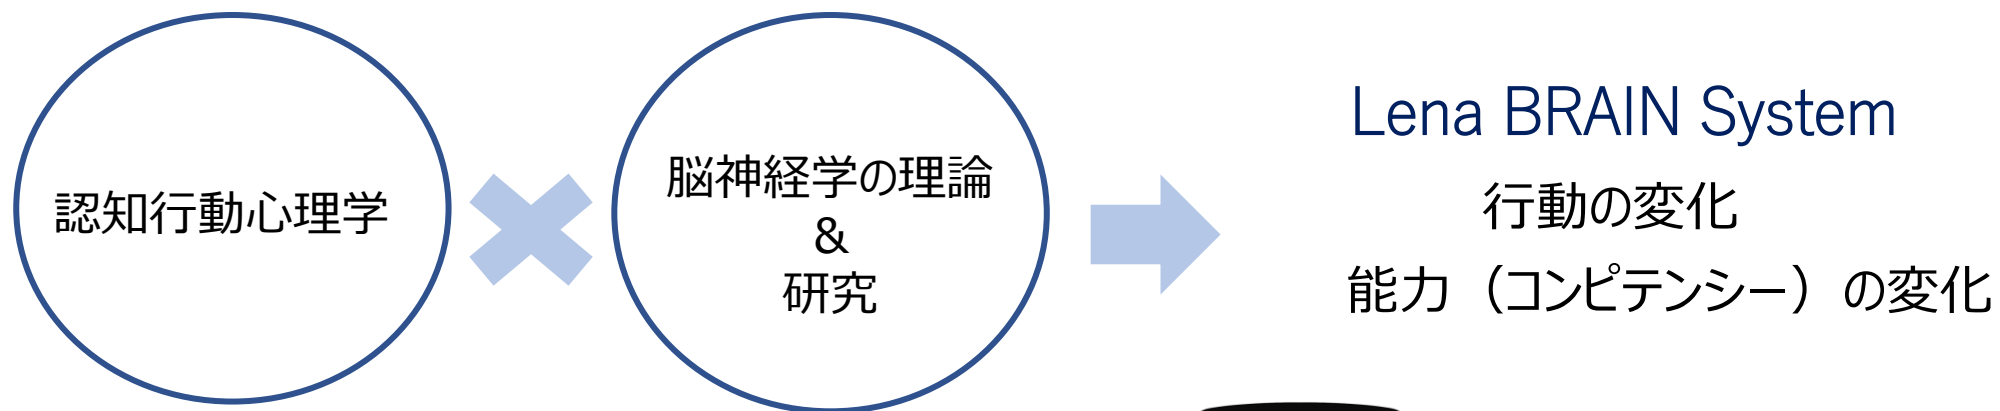 認知行動心理学
脳神経学の理論
&
研究
Lena BRAIN System
行動の変化
能力（コンピテンシー）の変化